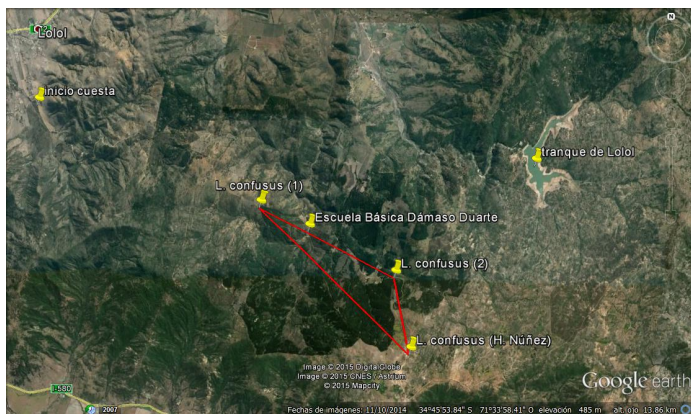 Lolol
inicio cuesta
tranque de Lolol
L. confusus (1)
Escuela Básica Dámaso Duarte
L. confusus (2)
L. confusus (H. Núñez)
Image © 2015 DigitalGlobe
Image © 2015 CNES / Astrium
© 2015 Mapcity
Google earth
I-580
2007
Fechas de imágenes: 11/10/2014 34°45'53.84" S 71°33'58.41" O elevación 485 m alt. ojo 13.86 km